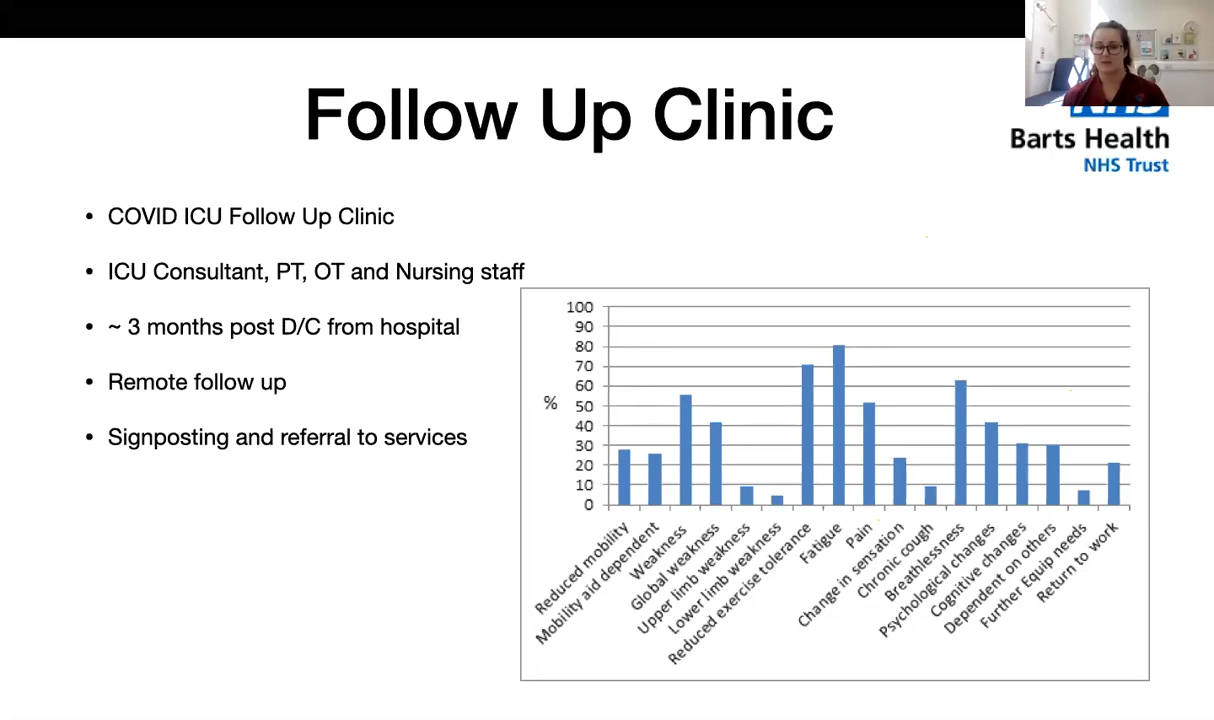 Follow Up Clinic
NHS
Barts Health
NHS Trust
• COVID ICU Follow Up Clinic
• ICU Consultant, PT, OT and Nursing staff
• ~ 3 months post D/C from hospital
• Remote follow up
• Signposting and referral to services
100
90
80
70
60
50
40
30
20
10
0
%
Reduced mobility
Mobility aid dependent
Weakness
Global weakness
Upper limb weakness
Lower limb weakness
Reduced exercise tolerance
Fatigue
Pain
Change in sensation
Chronic cough
Breathlessness
Psychological changes
Cognitive changes
Dependent on others
Further Equip needs
Return to work